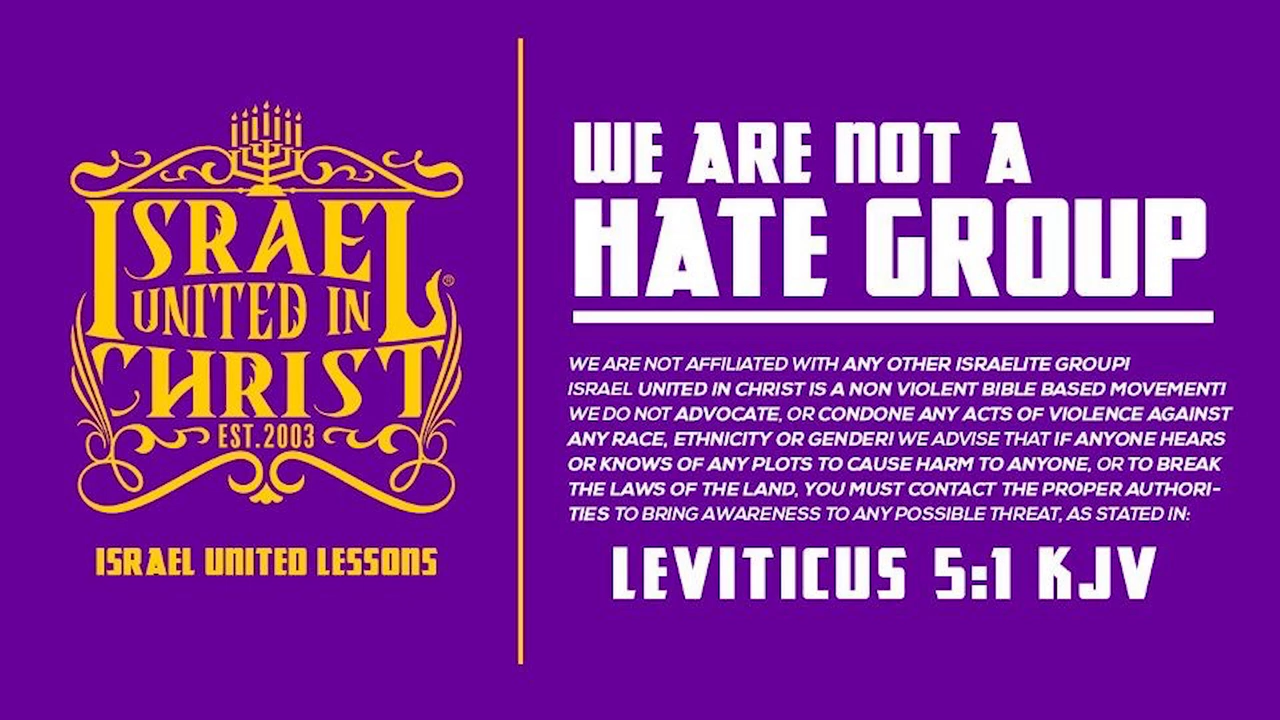 ISRAEL
UNITED IN
CHRIST
®
EST.2003
ISRAEL UNITED LESSONS
WE ARE NOT A
HATE GROUP
WE ARE NOT AFFILIATED WITH ANY OTHER ISRAELITE GROUP!
ISRAEL UNITED IN CHRIST IS A NON VIOLENT BIBLE BASED MOVEMENT!
WE DO NOT ADVOCATE, OR CONDONE ANY ACTS OF VIOLENCE AGAINST
ANY RACE, ETHNICITY OR GENDER! WE ADVISE THAT IF ANYONE HEARS
OR KNOWS OF ANY PLOTS TO CAUSE HARM TO ANYONE, OR TO BREAK
THE LAWS OF THE LAND, YOU MUST CONTACT THE PROPER AUTHORI-
TIES TO BRING AWARENESS TO ANY POSSIBLE THREAT, AS STATED IN:
LEVITICUS 5:1 KJV